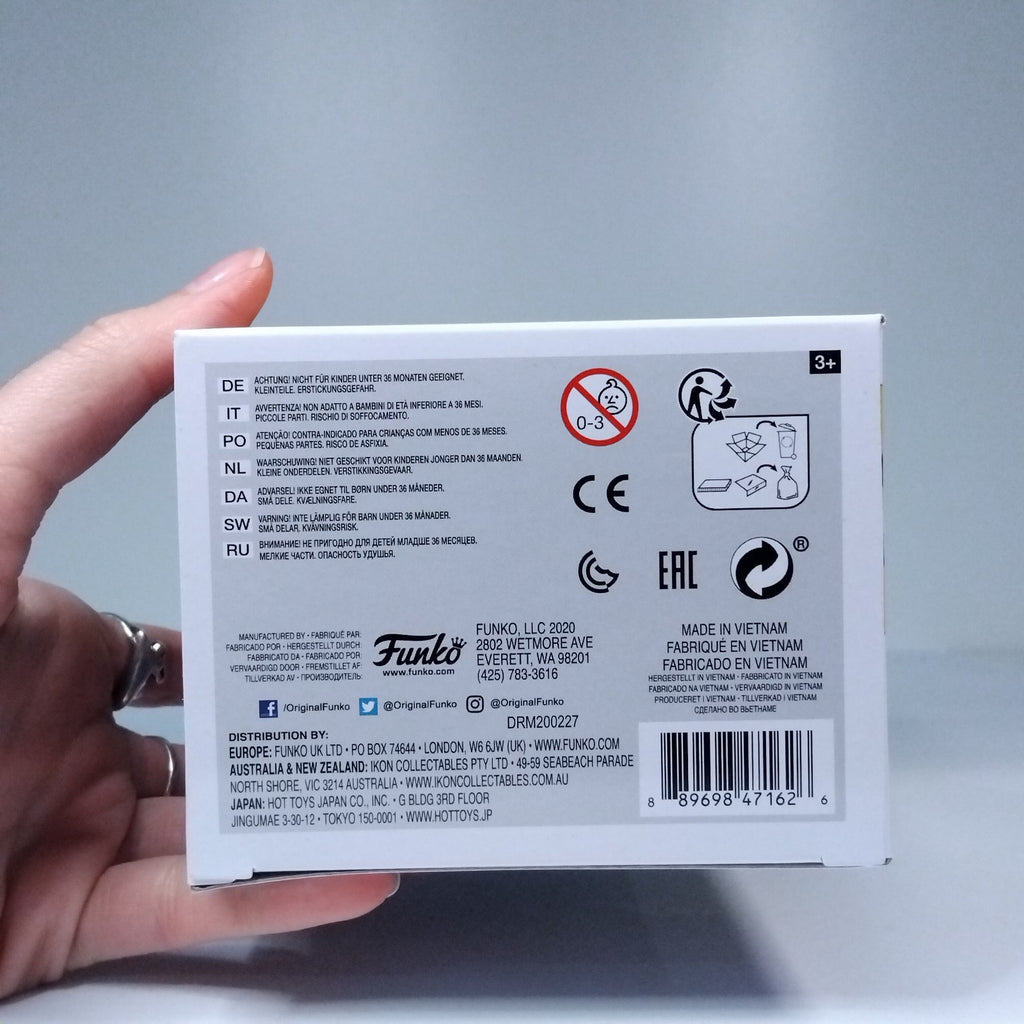 3+
DE ACHTUNG! NICHT FÜR KINDER UNTER 36 MONATEN GEEIGNET.
KLEINTEILE. ERSTICKUNGSGEFAHR.
IT AVVERTENZA! NON ADATTO A BAMBINI DI ETÀ INFERIORE A 36 MESI.
PICCOLE PARTI. RISCHIO DI SOFFOCAMENTO.
PO ATENÇÃO! CONTRA-INDICADO PARA CRIANÇAS COM MENOS DE 36 MESES.
PEQUENAS PARTES. RISCO DE ASFIXIA.
NL WAARSCHUWING! NIET GESCHIKT VOOR KINDEREN JONGER DAN 36 MAANDEN.
KLEINE ONDERDELEN. VERSTIKKINGSGEVAAR.
DA ADVARSEL! IKKE EGNET TIL BØRN UNDER 36 MÅNEDER.
SMÅ DELE. KVÆLNINGSFARE.
SW VARNING! INTE LÄMPLIG FÖR BARN UNDER 36 MÅNADER.
SMÅ DELAR, KVÄVNINGSRISK.
RU ВНИМАНИЕ! НЕ ПРИГОДНО ДЛЯ ДЕТЕЙ МЛАДШЕ 36 МЕСЯЦЕВ.
МЕЛКИЕ ЧАСТИ. ОПАСНОСТЬ УДУШЬЯ.
0-3
CE
EAC
®
MANUFACTURED BY • FABRIQUÉ PAR:
FABRICADO POR • HERGESTELLT DURCH:
FABBRICATO DA • FABRICADO POR:
VERVAARDIGD DOOR • FREMSTILLET AF:
TILLVERKAD AV • ПРОИЗВОДИТЕЛЬ:
Funko
www.funko.com
FUNKO, LLC 2020
2802 WETMORE AVE
EVERETT, WA 98201
(425) 783-3616
MADE IN VIETNAM
FABRIQUÉ EN VIETNAM
FABRICADO EN VIETNAM
HERGESTELLT IN VIETNAM • FABBRICATO IN VIETNAM
FABRICADO NA VIETNAM • VERVAARDIGD IN VIETNAM
PRODUCERET I VIETNAM • TILLVERKAD I VIETNAM
СДЕЛАНО ВО ВЬЕТНАМЕ
/OriginalFunko @OriginalFunko @OriginalFunko
DRM200227
DISTRIBUTION BY:
EUROPE: FUNKO UK LTD • PO BOX 74644 • LONDON, W6 6JW (UK) • WWW.FUNKO.COM
AUSTRALIA & NEW ZEALAND: IKON COLLECTABLES PTY LTD • 49-59 SEABEACH PARADE
NORTH SHORE, VIC 3214 AUSTRALIA • WWW.IKONCOLLECTABLES.COM.AU
JAPAN: HOT TOYS JAPAN CO., INC. • G BLDG 3RD FLOOR
JINGUMAE 3-30-12 • TOKYO 150-0001 • WWW.HOTTOYS.JP
8 89698 47162 6